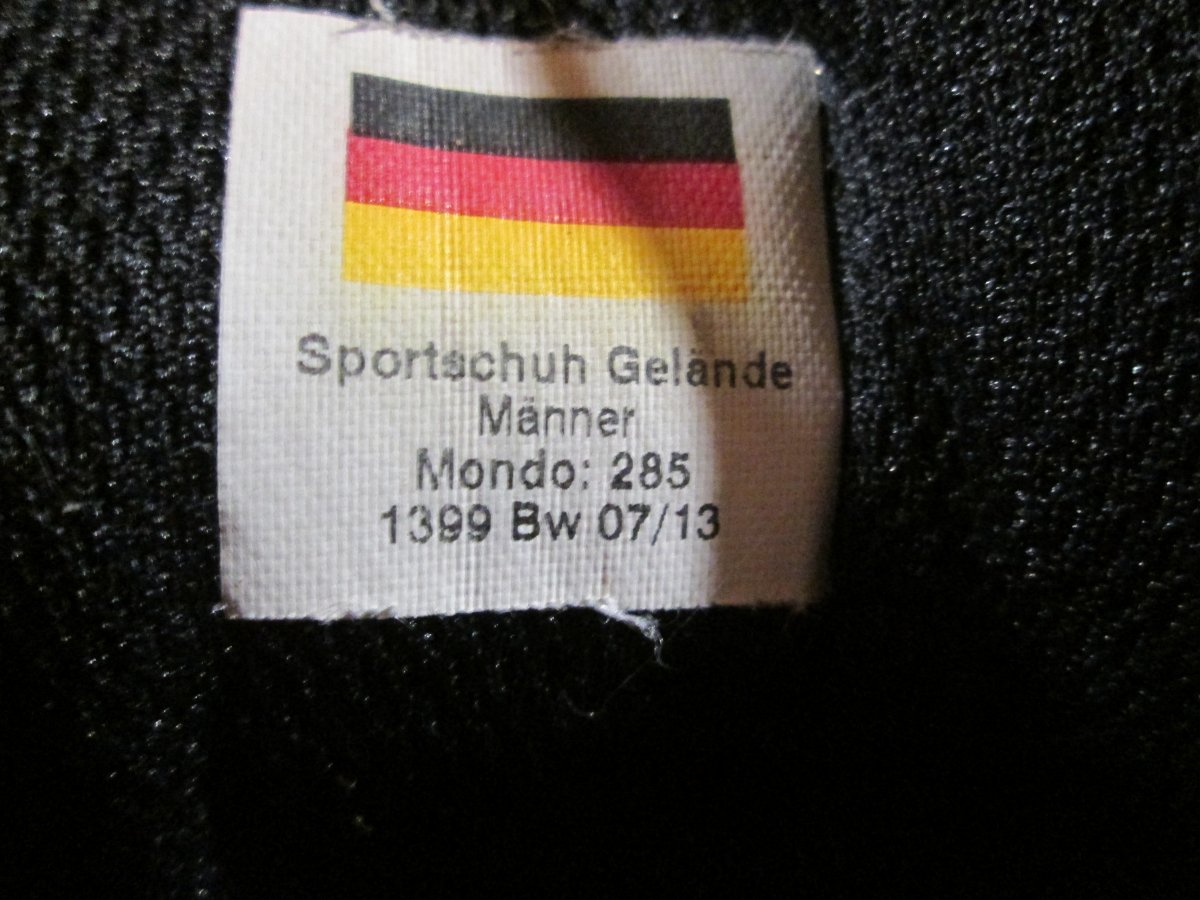 Sportschuh Gelände
Männer
Mondo: 285
1399 Bw 07/13